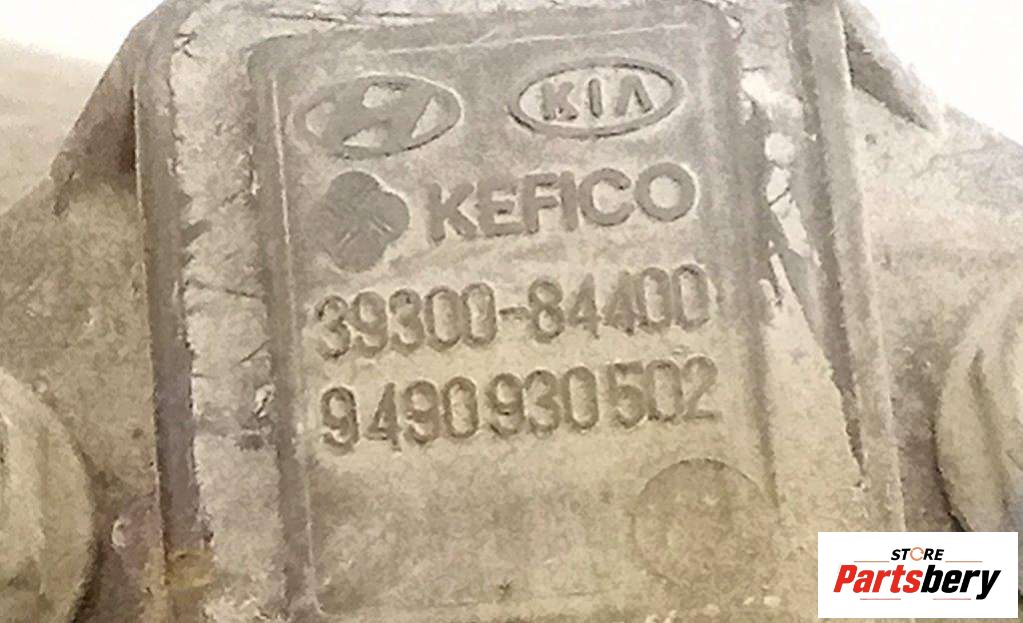 KIA
KEFICO
39300-84400
9490930502
STORE
Partsbery